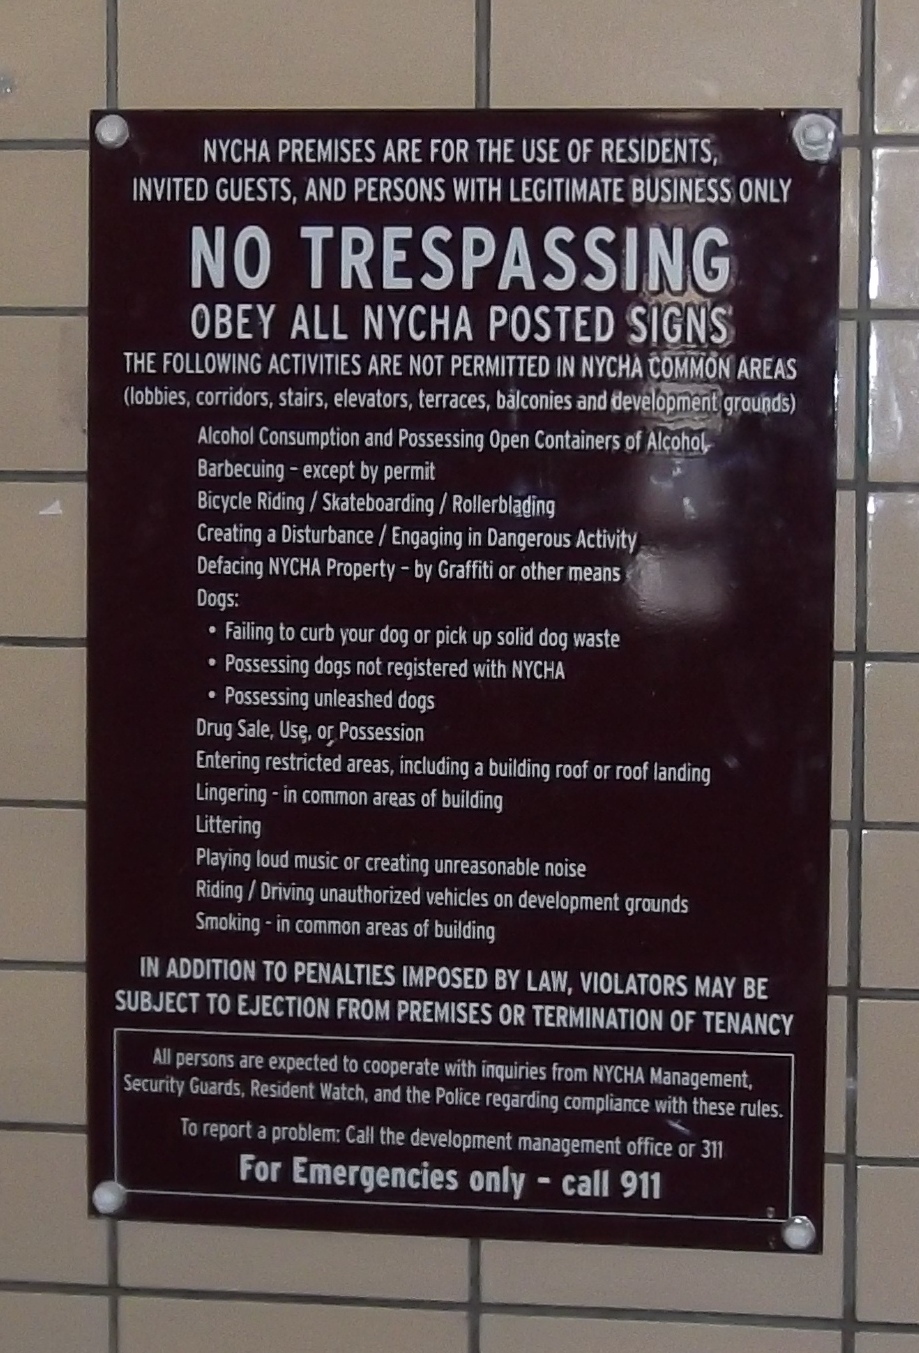 NYCHA PREMISES ARE FOR THE USE OF RESIDENTS,
INVITED GUESTS, AND PERSONS WITH LEGITIMATE BUSINESS ONLY
NO TRESPASSING
OBEY ALL NYCHA POSTED SIGNS
THE FOLLOWING ACTIVITIES ARE NOT PERMITTED IN NYCHA COMMON AREAS
(lobbies, corridors, stairs, elevators, terraces, balconies and development grounds)
Alcohol Consumption and Possessing Open Containers of Alcohol
Barbecuing – except by permit
Bicycle Riding / Skateboarding / Rollerblading
Creating a Disturbance / Engaging in Dangerous Activity
Defacing NYCHA Property – by Graffiti or other means
Dogs:
• Failing to curb your dog or pick up solid dog waste
• Possessing dogs not registered with NYCHA
• Possessing unleashed dogs
Drug Sale, Use, or Possession
Entering restricted areas, including a building roof or roof landing
Lingering - in common areas of building
Littering
Playing loud music or creating unreasonable noise
Riding / Driving unauthorized vehicles on development grounds
Smoking - in common areas of building
IN ADDITION TO PENALTIES IMPOSED BY LAW, VIOLATORS MAY BE
SUBJECT TO EJECTION FROM PREMISES OR TERMINATION OF TENANCY
All persons are expected to cooperate with inquiries from NYCHA Management,
Security Guards, Resident Watch, and the Police regarding compliance with these rules.
To report a problem: Call the development management office or 311
For Emergencies only – call 911